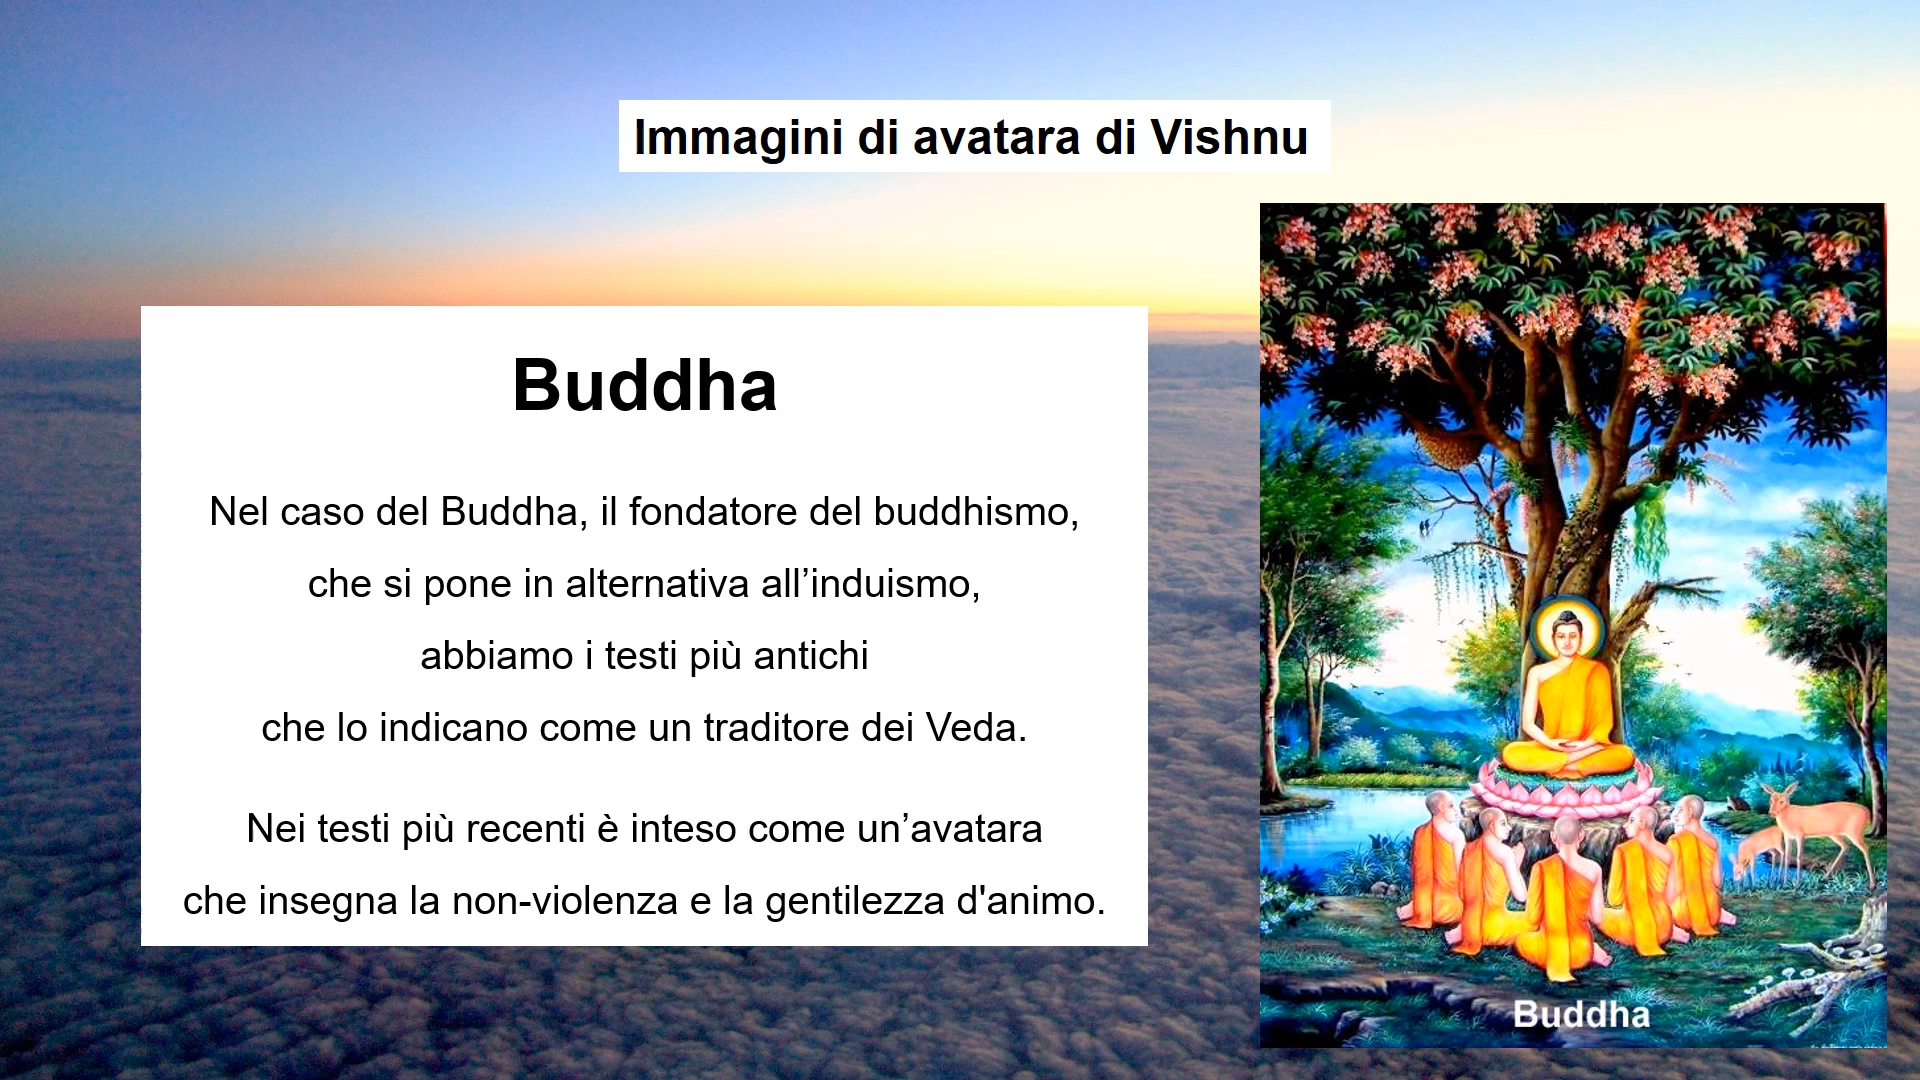 Immagini di avatara di Vishnu
Buddha
Nel caso del Buddha, il fondatore del buddhismo,
che si pone in alternativa all’induismo,
abbiamo i testi più antichi
che lo indicano come un traditore dei Veda.
Nei testi più recenti è inteso come un’avatara
che insegna la non-violenza e la gentilezza d'animo.
Buddha